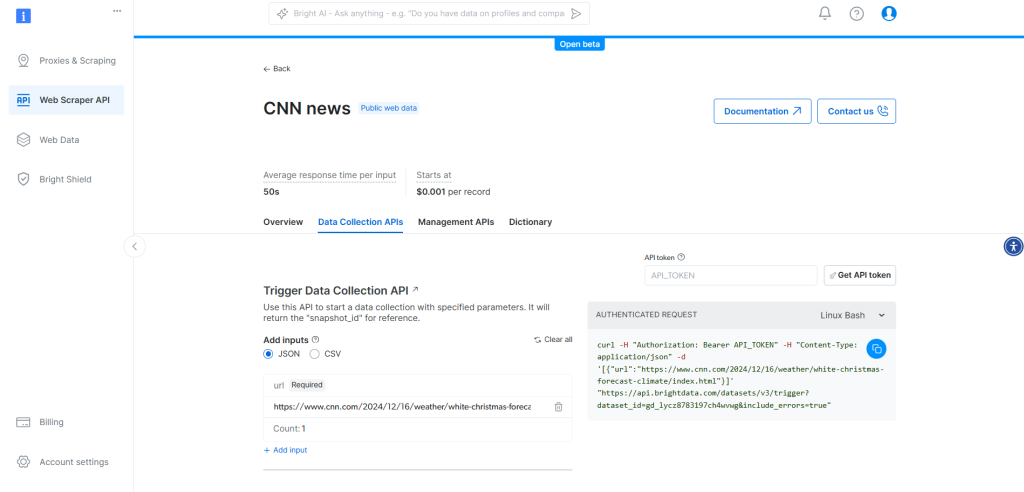 Bright AI - Ask anything - e.g. "Do you have data on profiles and compa
Open beta
Proxies & Scraping
API Web Scraper API
Web Data
Bright Shield
Billing
Account settings
← Back
CNN news
Public web data
Documentation
Contact us
Average response time per input
50s
Starts at
$0.001 per record
Overview
Data Collection APIs
Management APIs
Dictionary
API token
API_TOKEN
Get API token
Trigger Data Collection API
Use this API to start a data collection with specified parameters. It will
return the "snapshot_id" for reference.
Add inputs
Clear all
JSON
CSV
url Required
https://www.cnn.com/2024/12/16/weather/white-christmas-foreca
Count: 1
+ Add input
AUTHENTICATED REQUEST
Linux Bash
curl -H "Authorization: Bearer API_TOKEN" -H "Content-Type:
application/json" -d
'[{"url":"https://www.cnn.com/2024/12/16/weather/white-christmas-
forecast-climate/index.html"}]'
"https://api.brightdata.com/datasets/v3/trigger?
dataset_id=gd_lycz8783197ch4wvwg&include_errors=true"